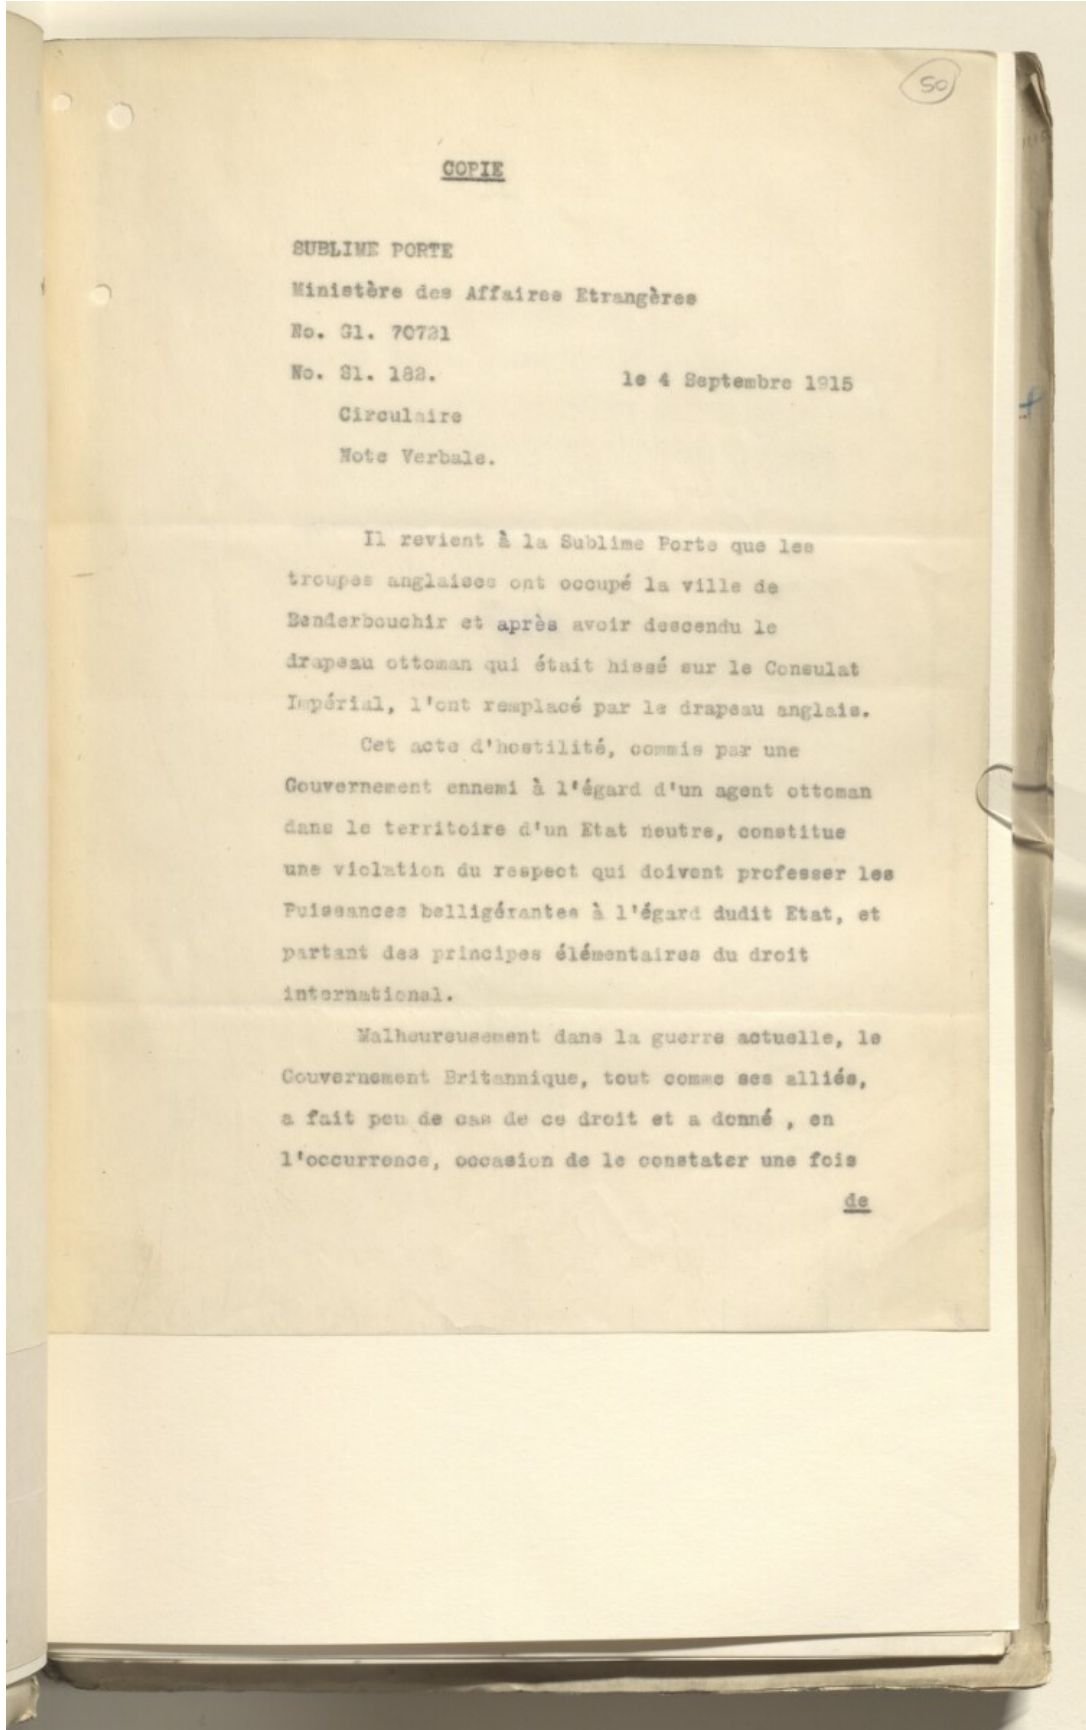 50
COPIE
SUBLIME PORTE
Ministère des Affaires Etrangères
No. Gl. 70721
No. Sl. 182.
le 4 Septembre 1915
Circulaire
Note Verbale.
Il revient à la Sublime Porte que les
troupes anglaises ont occupé la ville de
Benderbouchir et après avoir descendu le
drapeau ottoman qui était hissé sur le Consulat
Impérial, l'ont remplacé par le drapeau anglais.
Cet acte d'hostilité, commis par une
Gouvernement ennemi à l'égard d'un agent ottoman
dans le territoire d'un Etat neutre, constitue
une violation du respect qui doivent professer les
Puissances belligérantes à l'égard dudit Etat, et
partant des principes élémentaires du droit
international.
Malheureusement dans la guerre actuelle, le
Gouvernement Britannique, tout comme ses alliés,
a fait peu de cas de ce droit et a donné , en
l'occurrence, occasion de le constater une fois
de